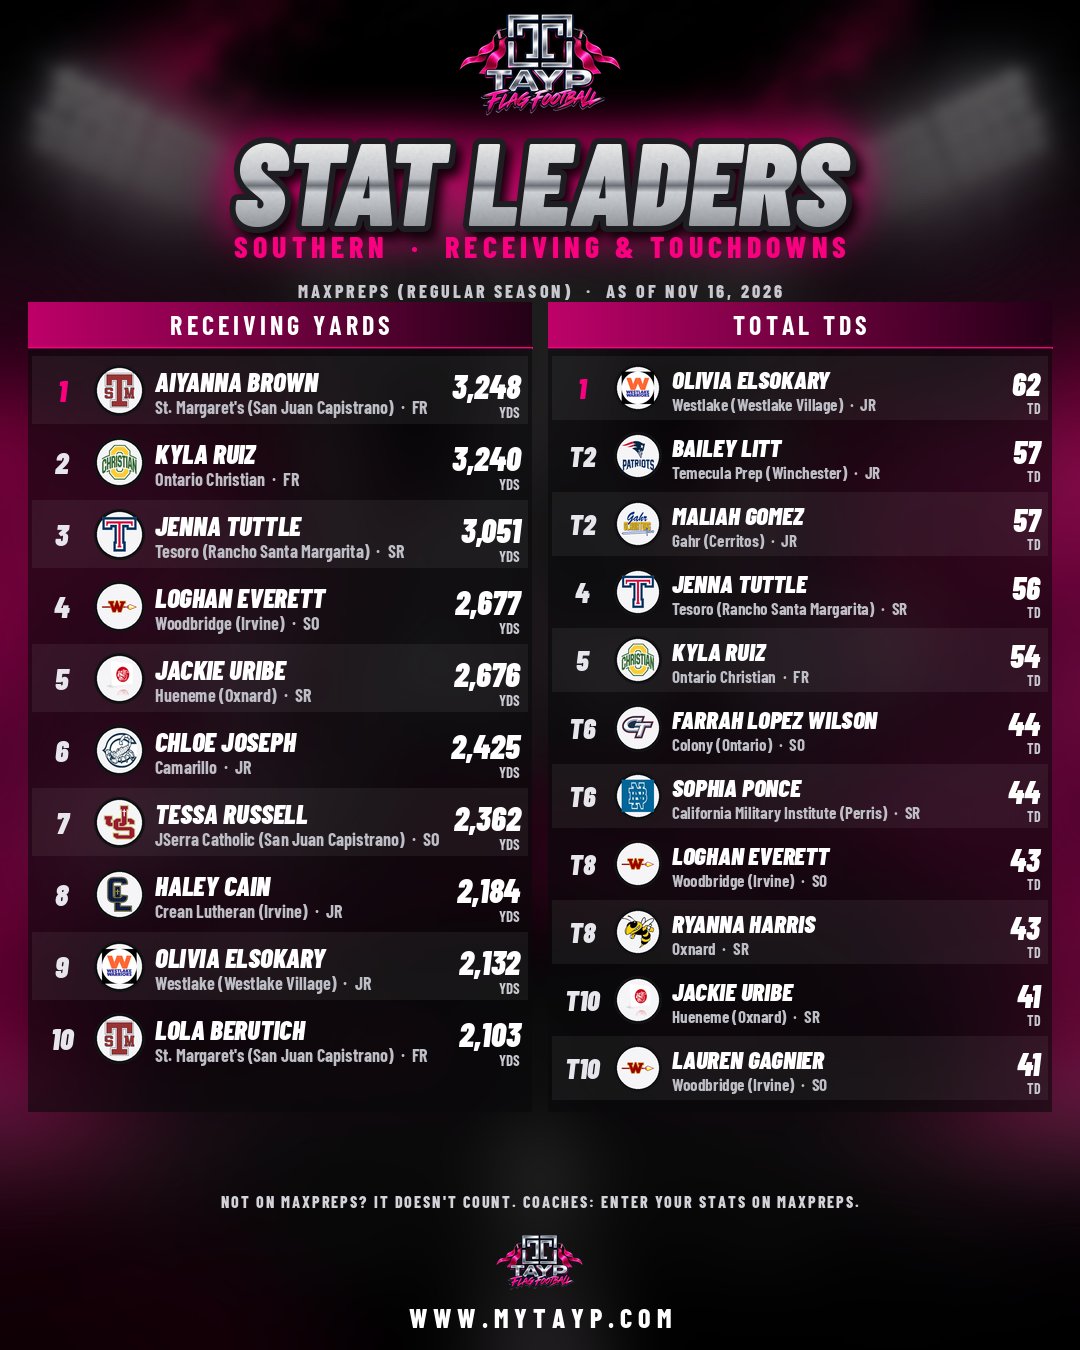 TAYP
FLAG FOOTBALL
STAT LEADERS
SOUTHERN · RECEIVING & TOUCHDOWNS
MAXPREPS (REGULAR SEASON) · AS OF NOV 16, 2026
RECEIVING YARDS
1 AIYANNA BROWN 3,248
St. Margaret's (San Juan Capistrano) · FR YDS
2 KYLA RUIZ 3,240
Ontario Christian · FR YDS
3 JENNA TUTTLE 3,051
Tesoro (Rancho Santa Margarita) · SR YDS
4 LOGHAN EVERETT 2,677
Woodbridge (Irvine) · SO YDS
5 JACKIE URIBE 2,676
Hueneme (Oxnard) · SR YDS
6 CHLOE JOSEPH 2,425
Camarillo · JR YDS
7 TESSA RUSSELL 2,362
JSerra Catholic (San Juan Capistrano) · SO YDS
8 HALEY CAIN 2,184
Crean Lutheran (Irvine) · JR YDS
9 OLIVIA ELSOKARY 2,132
Westlake (Westlake Village) · JR YDS
10 LOLA BERUTICH 2,103
St. Margaret's (San Juan Capistrano) · FR YDS
TOTAL TDS
1 OLIVIA ELSOKARY 62
Westlake (Westlake Village) · JR TD
T2 BAILEY LITT 57
Temecula Prep (Winchester) · JR TD
T2 MALIAH GOMEZ 57
Gahr (Cerritos) · JR TD
4 JENNA TUTTLE 56
Tesoro (Rancho Santa Margarita) · SR TD
5 KYLA RUIZ 54
Ontario Christian · FR TD
T6 FARRAH LOPEZ WILSON 44
Colony (Ontario) · SO TD
T6 SOPHIA PONCE 44
California Military Institute (Perris) · SR TD
T8 LOGHAN EVERETT 43
Woodbridge (Irvine) · SO TD
T8 RYANNA HARRIS 43
Oxnard · SR TD
T10 JACKIE URIBE 41
Hueneme (Oxnard) · SR TD
T10 LAUREN GAGNIER 41
Woodbridge (Irvine) · SO TD
NOT ON MAXPREPS? IT DOESN'T COUNT. COACHES: ENTER YOUR STATS ON MAXPREPS.
TAYP
FLAG FOOTBALL
WWW.MYTAYP.COM